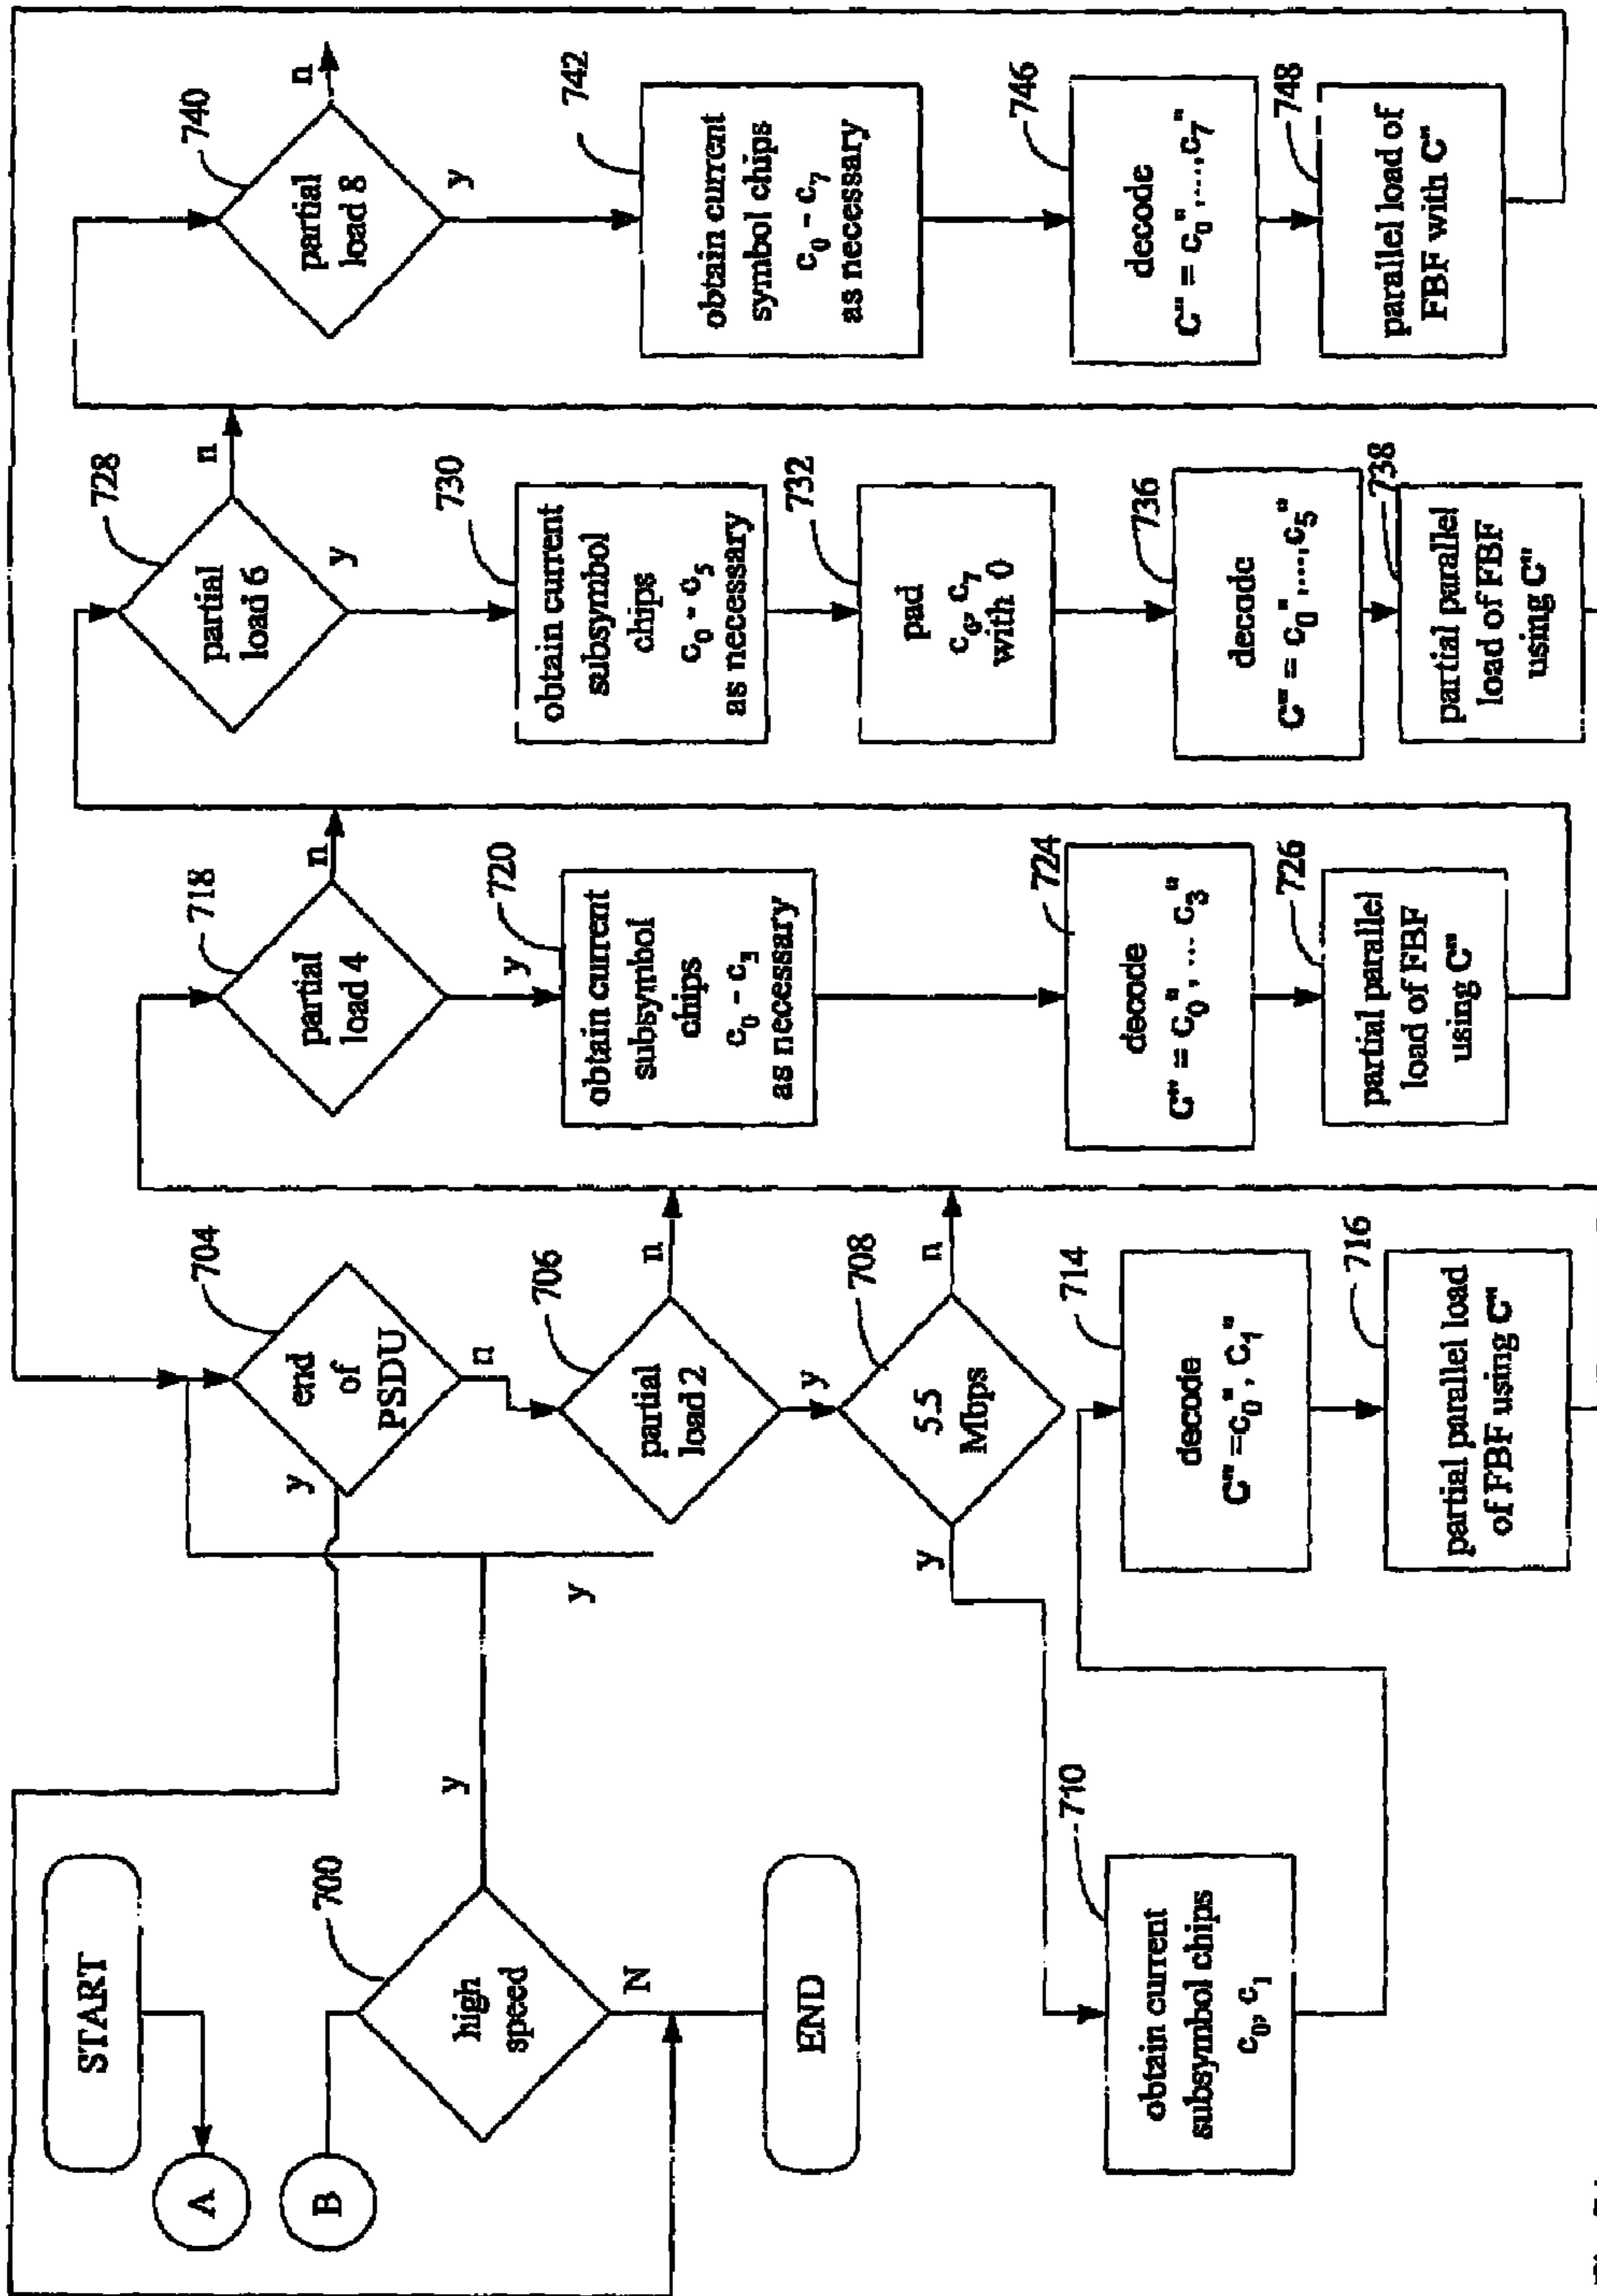 START
A
B
700
high
speed
y
N
END
704
end
of
PSDU
y
n
y
706
partial
load 2
n
y
708
5.5
Mbps
n
y
710
obtain current
subsymbol chips
c0, c1
714
decode
C" =c0", c1"
716
partial parallel load
of FBF using C"
718
partial
load 4
n
y
720
obtain current
subsymbol
chips
c0 - c3
as necessary
724
decode
C" = c0", ... c3"
726
partial parallel
load of FBF
using C"
728
partial
load 6
n
y
730
obtain current
subsymbol
chips
c0 - c5
as necessary
732
pad
c6, c7
with 0
736
decode
C" = c0",...,c5"
738
partial parallel
load of FBF
using C"
740
partial
load 8
n
y
742
obtain current
symbol chips
c0 - c7
as necessary
746
decode
C" = c0",...,c7"
748
parallel load of
FBF with C"